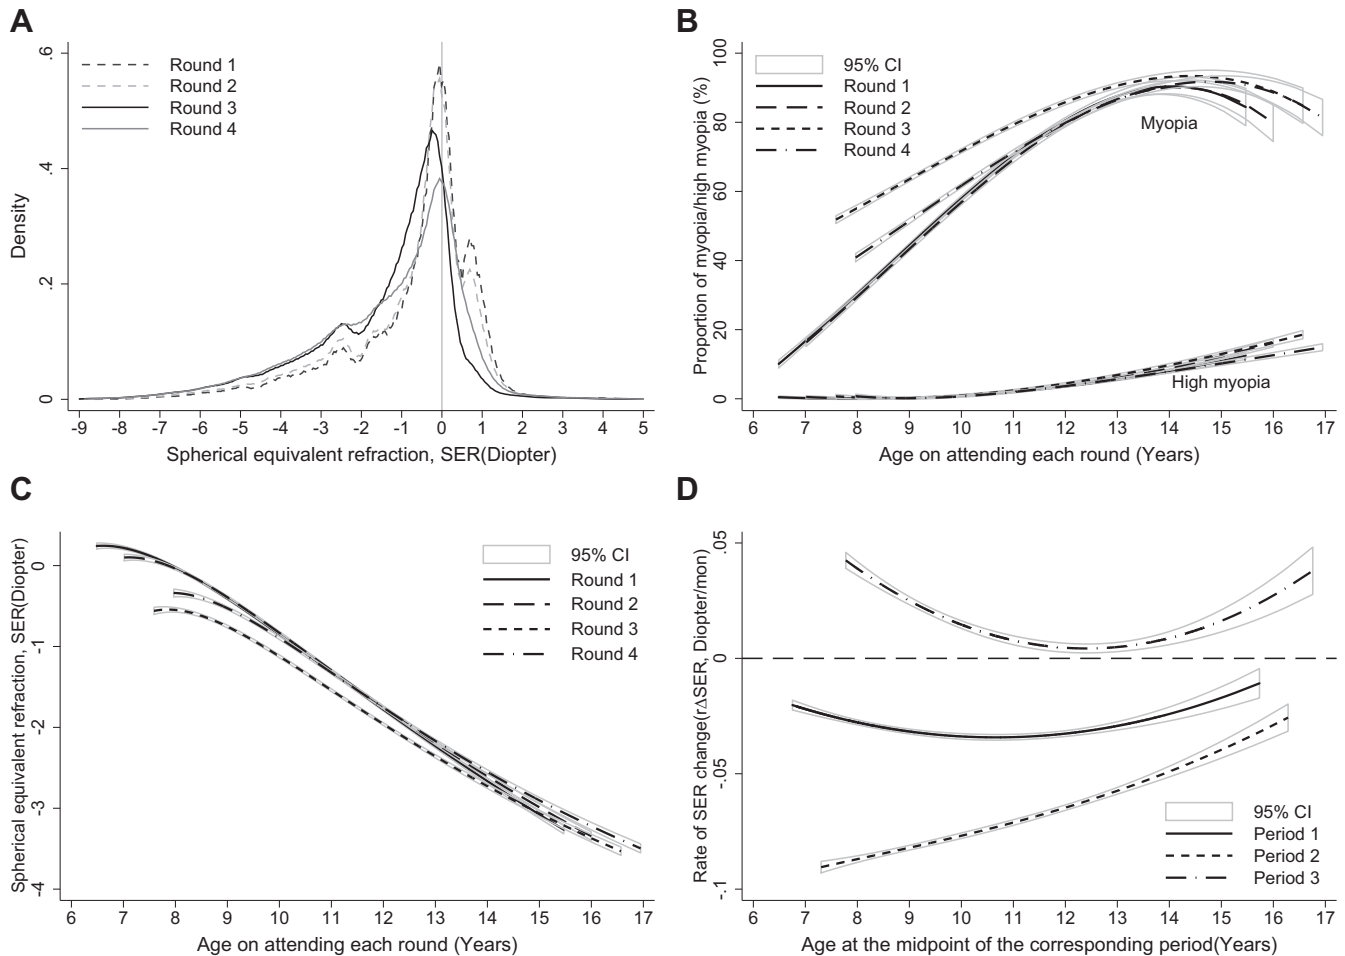 A
Round 1
Round 2
Round 3
Round 4
Density
0 .2 .4 .6
-9 -8 -7 -6 -5 -4 -3 -2 -1 0 1 2 3 4 5
Spherical equivalent refraction, SER(Diopter)
B
95% CI
Round 1
Round 2
Round 3
Round 4
Myopia
High myopia
Proportion of myopia/high myopia (%)
0 20 40 60 80 100
6 7 8 9 10 11 12 13 14 15 16 17
Age on attending each round (Years)
C
95% CI
Round 1
Round 2
Round 3
Round 4
Spherical equivalent refraction, SER(Diopter)
-4 -3 -2 -1 0
6 7 8 9 10 11 12 13 14 15 16 17
Age on attending each round (Years)
D
95% CI
Period 1
Period 2
Period 3
Rate of SER change(rΔSER, Diopter/mon)
-.1 -.05 0 .05
6 7 8 9 10 11 12 13 14 15 16 17
Age at the midpoint of the corresponding period(Years)